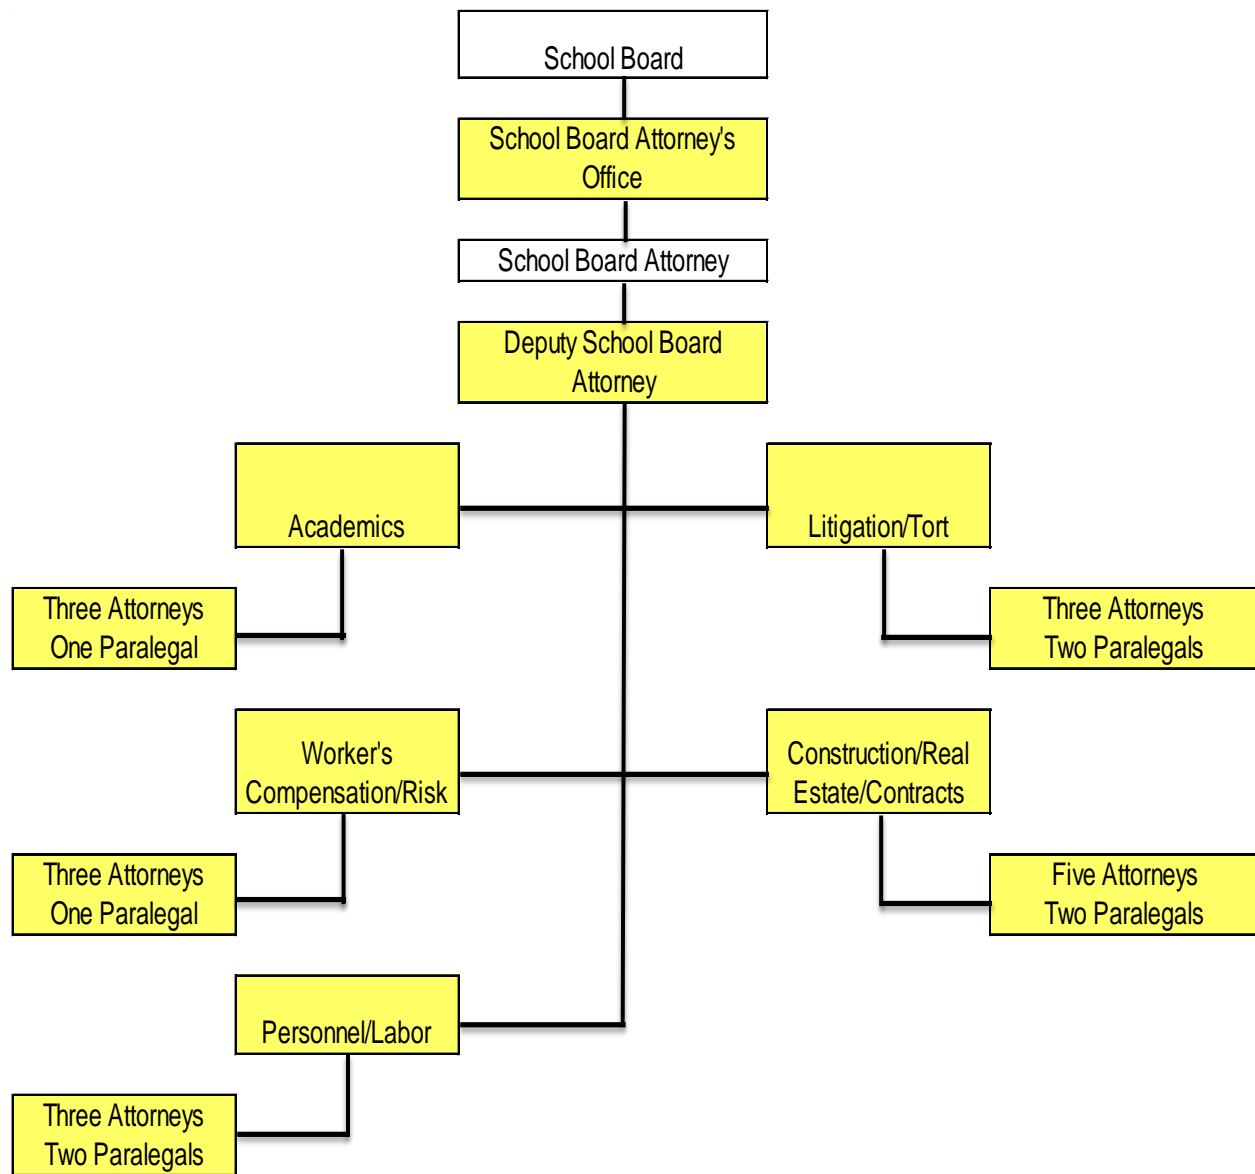 School Board
School Board Attorney's
Office
School Board Attorney
Deputy School Board
Attorney
Academics
Litigation/Tort
Three Attorneys
One Paralegal
Three Attorneys
Two Paralegals
Worker's
Compensation/Risk
Construction/Real
Estate/Contracts
Three Attorneys
One Paralegal
Five Attorneys
Two Paralegals
Personnel/Labor
Three Attorneys
Two Paralegals